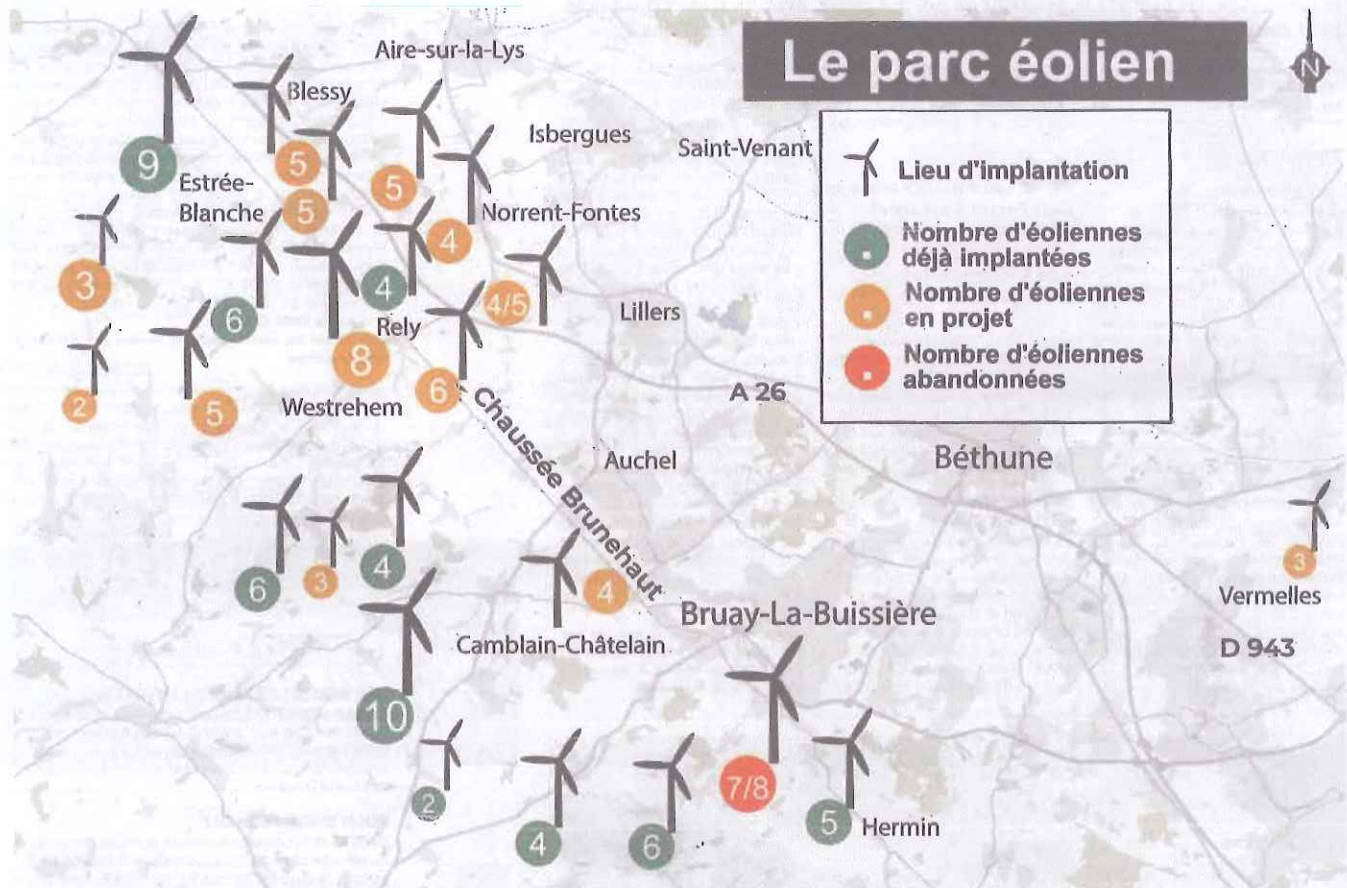 Le parc éolien
N
Lieu d'implantation
Nombre d'éoliennes
déjà implantées
Nombre d'éoliennes
en projet
Nombre d'éoliennes
abandonnées
Aire-sur-la-Lys
Blessy
Isbergues
Saint-Venant
9
5
5
Estrée-
Blanche
5
Norrent-Fontes
4
3
6
4
4/5
Rely
Lillers
8
2
5
Westrehem
6
A 26
Chaussée Brunehaut
Auchel
Béthune
6
3
4
4
3
Vermelles
Bruay-La-Buissière
Camblain-Châtelain
D 943
10
2
4
6
7/8
5
Hermin